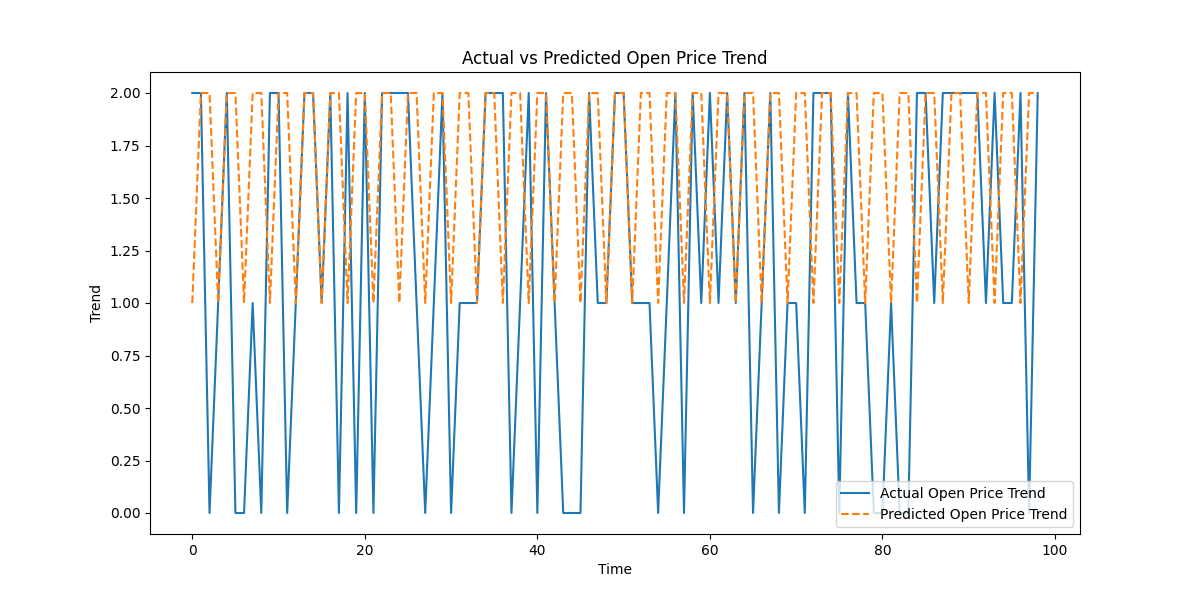 Actual vs Predicted Open Price Trend
Trend
2.00
1.75
1.50
1.25
1.00
0.75
0.50
0.25
0.00
Actual Open Price Trend
Predicted Open Price Trend
0 20 40 60 80 100
Time